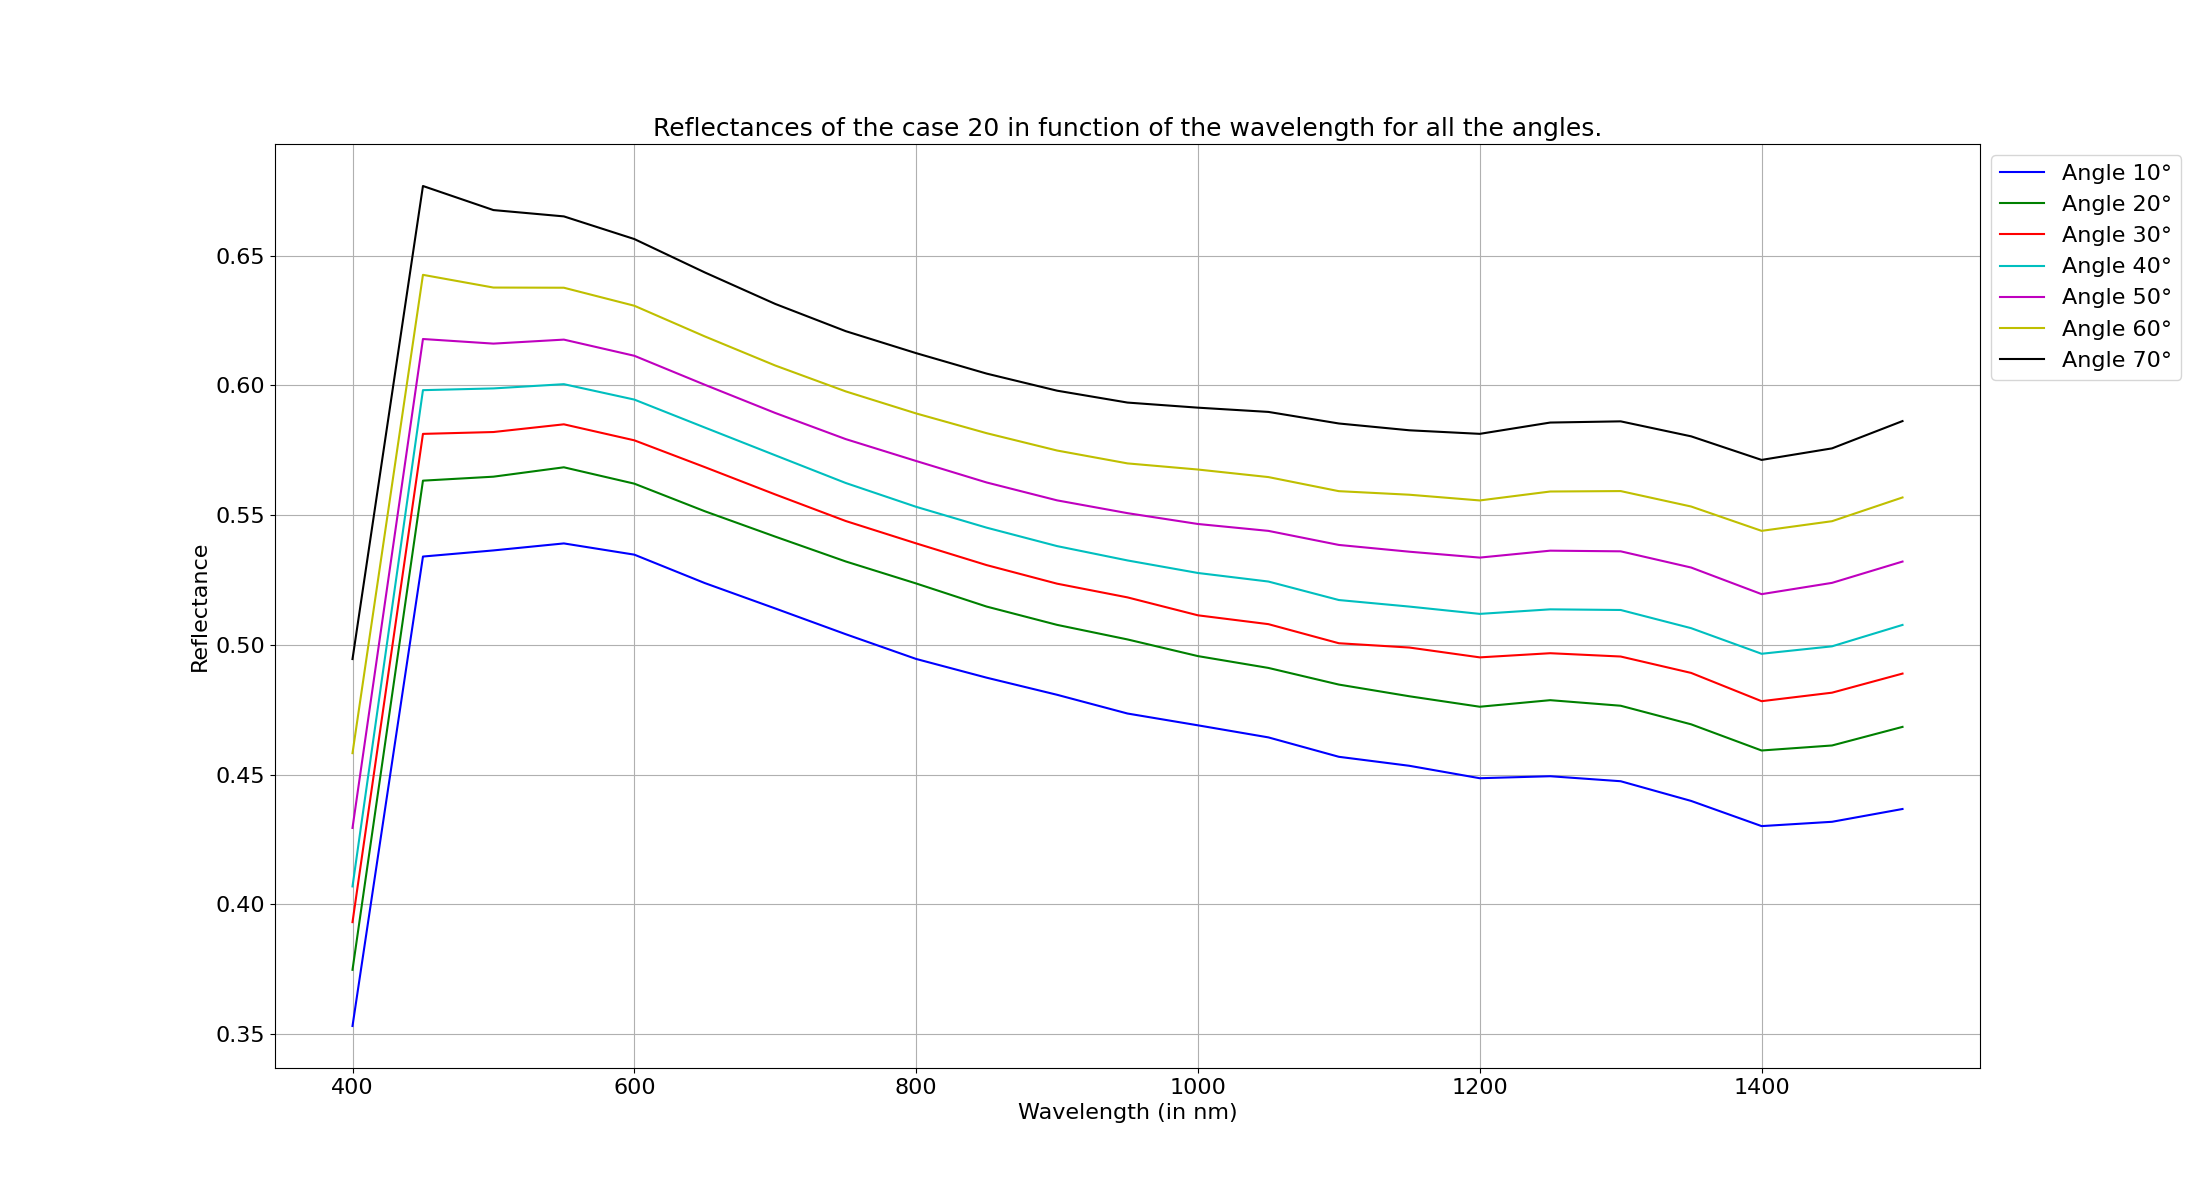 Reflectances of the case 20 in function of the wavelength for all the angles.
Angle 10°
Angle 20°
Angle 30°
Angle 40°
Angle 50°
Angle 60°
Angle 70°
0.65
0.60
0.55
0.50
0.45
0.40
0.35
Reflectance
400 600 800 1000 1200 1400
Wavelength (in nm)